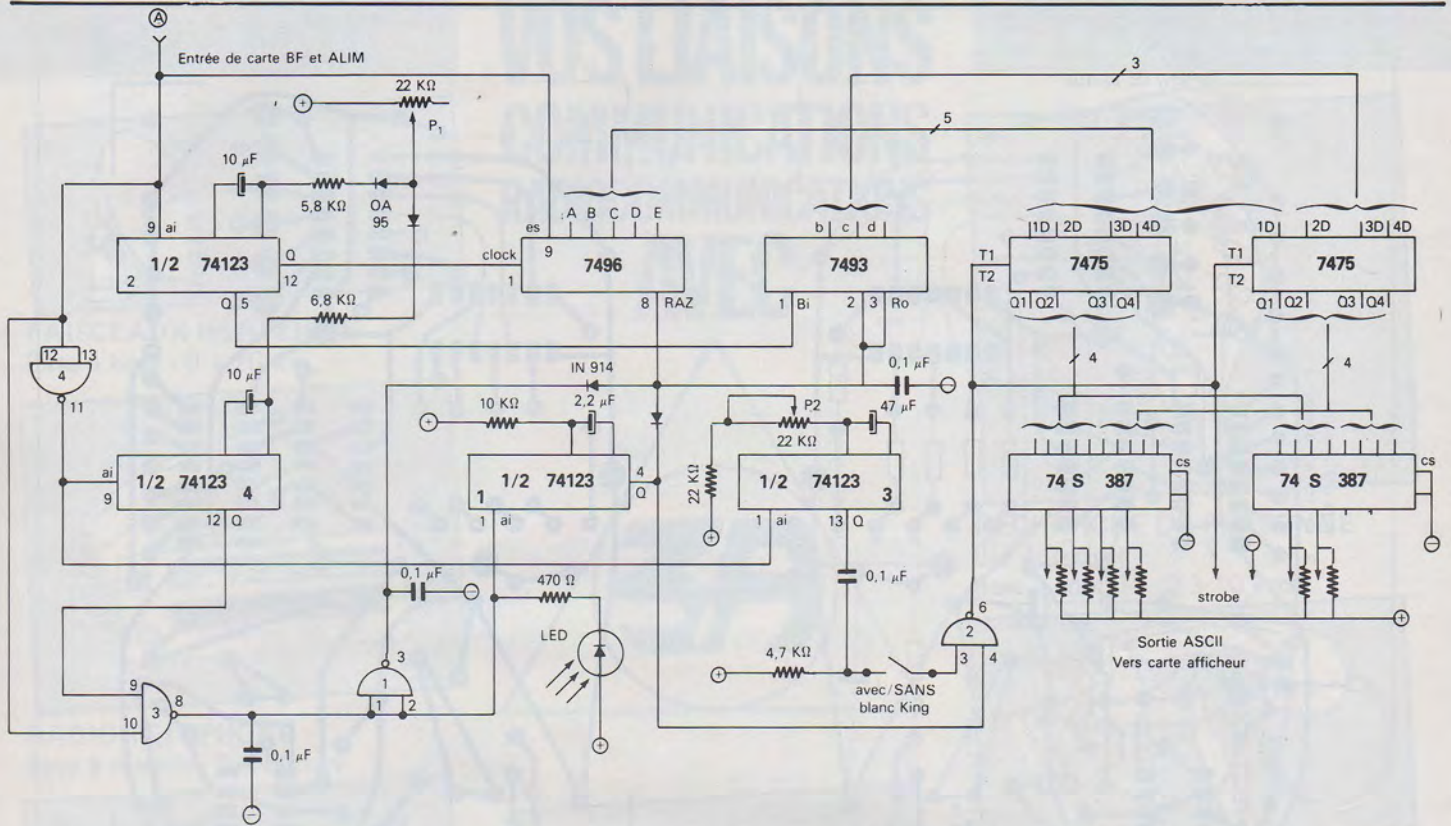 A
Entrée de carte BF et ALIM
22 KΩ
P1
3
5
10 µF
5,8 KΩ
OA
95
9 ai
1/2 74123
2
Q
12
Q 5
6,8 KΩ
es A B C D E
9
clock
1
7496
8 RAZ
b c d
7493
1 Bi
2 3 Ro
1D 2D 3D 4D
T1
T2
7475
Q1 Q2 Q3 Q4
1D 2D 3D 4D
T1
T2
7475
Q1 Q2 Q3 Q4
4
4
12 13
4
11
10 µF
ai
9
1/2 74123
4
12 Q
IN 914
10 KΩ
2,2 µF
1 1/2 74123
4
Q
1 ai
0,1 µF
P2
22 KΩ
47 µF
22 KΩ
1/2 74123
3
1 ai
13 Q
74 S 387
cs
74 S 387
cs
0,1 µF
470 Ω
LED
3
1
1 2
9
10
3
8
0,1 µF
0,1 µF
4,7 KΩ
avec/SANS
blanc King
6
2
3 4
strobe
Sortie ASCII
Vers carte afficheur